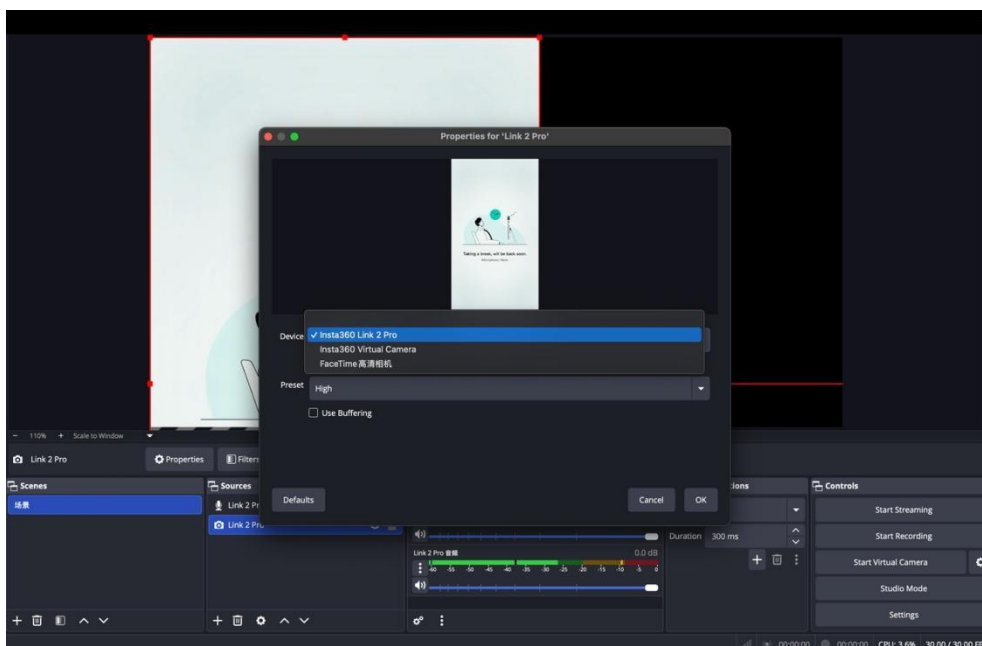 Properties for 'Link 2 Pro'
Taking a break, will be back soon.
Device
✓ Insta360 Link 2 Pro
Insta360 Virtual Camera
FaceTime高清相机
Preset
High
Use Buffering
Defaults
Cancel
OK
- 110% + Scale to Window
Link 2 Pro
Properties
Filters
Scenes
Sources
Controls
场景
Link 2 Pr
Link 2 Pro
Link 2 Pro 音频
0.0 dB
-60 -55 -50 -45 -40 -35 -30 -25 -20 -15 -10 -5 0
ions
Duration 300 ms
Start Streaming
Start Recording
Start Virtual Camera
Studio Mode
Settings
00:00:00
00:00:00
CPU: 3.6%
30.00 / 30.00 FP